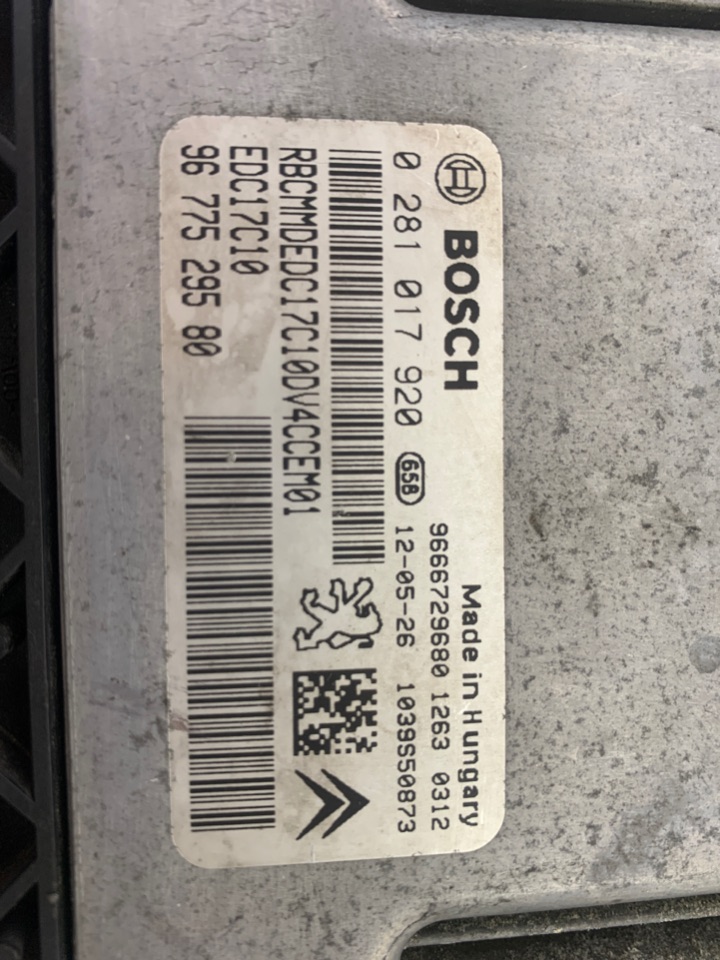 BOSCH
Made in Hungary
9666729680 1263 0312
0 281 017 920 658 12-05-26 1039S50873
RBCMMDEDC17C10DV4CCEM01
EDC17C10
96 775 295 80